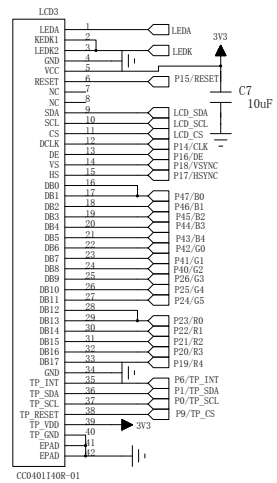 LCD3
LEDA 1 LEDA
KEDK1 2
LEDK2 3 LEDK
GND 4
VCC 5
RESET 6 P15/RESET
NC 7
NC 8
SDA 9 LCD_SDA
SCL 10 LCD_SCL
CS 11 LCD_CS
DCLK 12 P14/CLK
DE 13 P16/DE
VS 14 P18/VSYNC
HS 15 P17/HSYNC
DB0 16
DB1 17 P47/B0
DB2 18 P46/B1
DB3 19 P45/B2
DB4 20 P44/B3
DB5 21 P43/B4
DB6 22 P42/G0
DB7 23 P41/G1
DB8 24 P40/G2
DB9 25 P26/G3
DB10 26 P25/G4
DB11 27 P24/G5
DB12 28
DB13 29 P23/R0
DB14 30 P22/R1
DB15 31 P21/R2
DB16 32 P20/R3
DB17 33 P19/R4
GND 34
TP_INT 35 P6/TP_INT
TP_SDA 36 P1/TP_SDA
TP_SCL 37 P0/TP_SCL
TP_RESET 38 P9/TP_CS
TP_VDD 39 3V3
TP_GND 40
EPAD 41
EPAD 42
CC0401I40R-01
3V3
C7
10uF